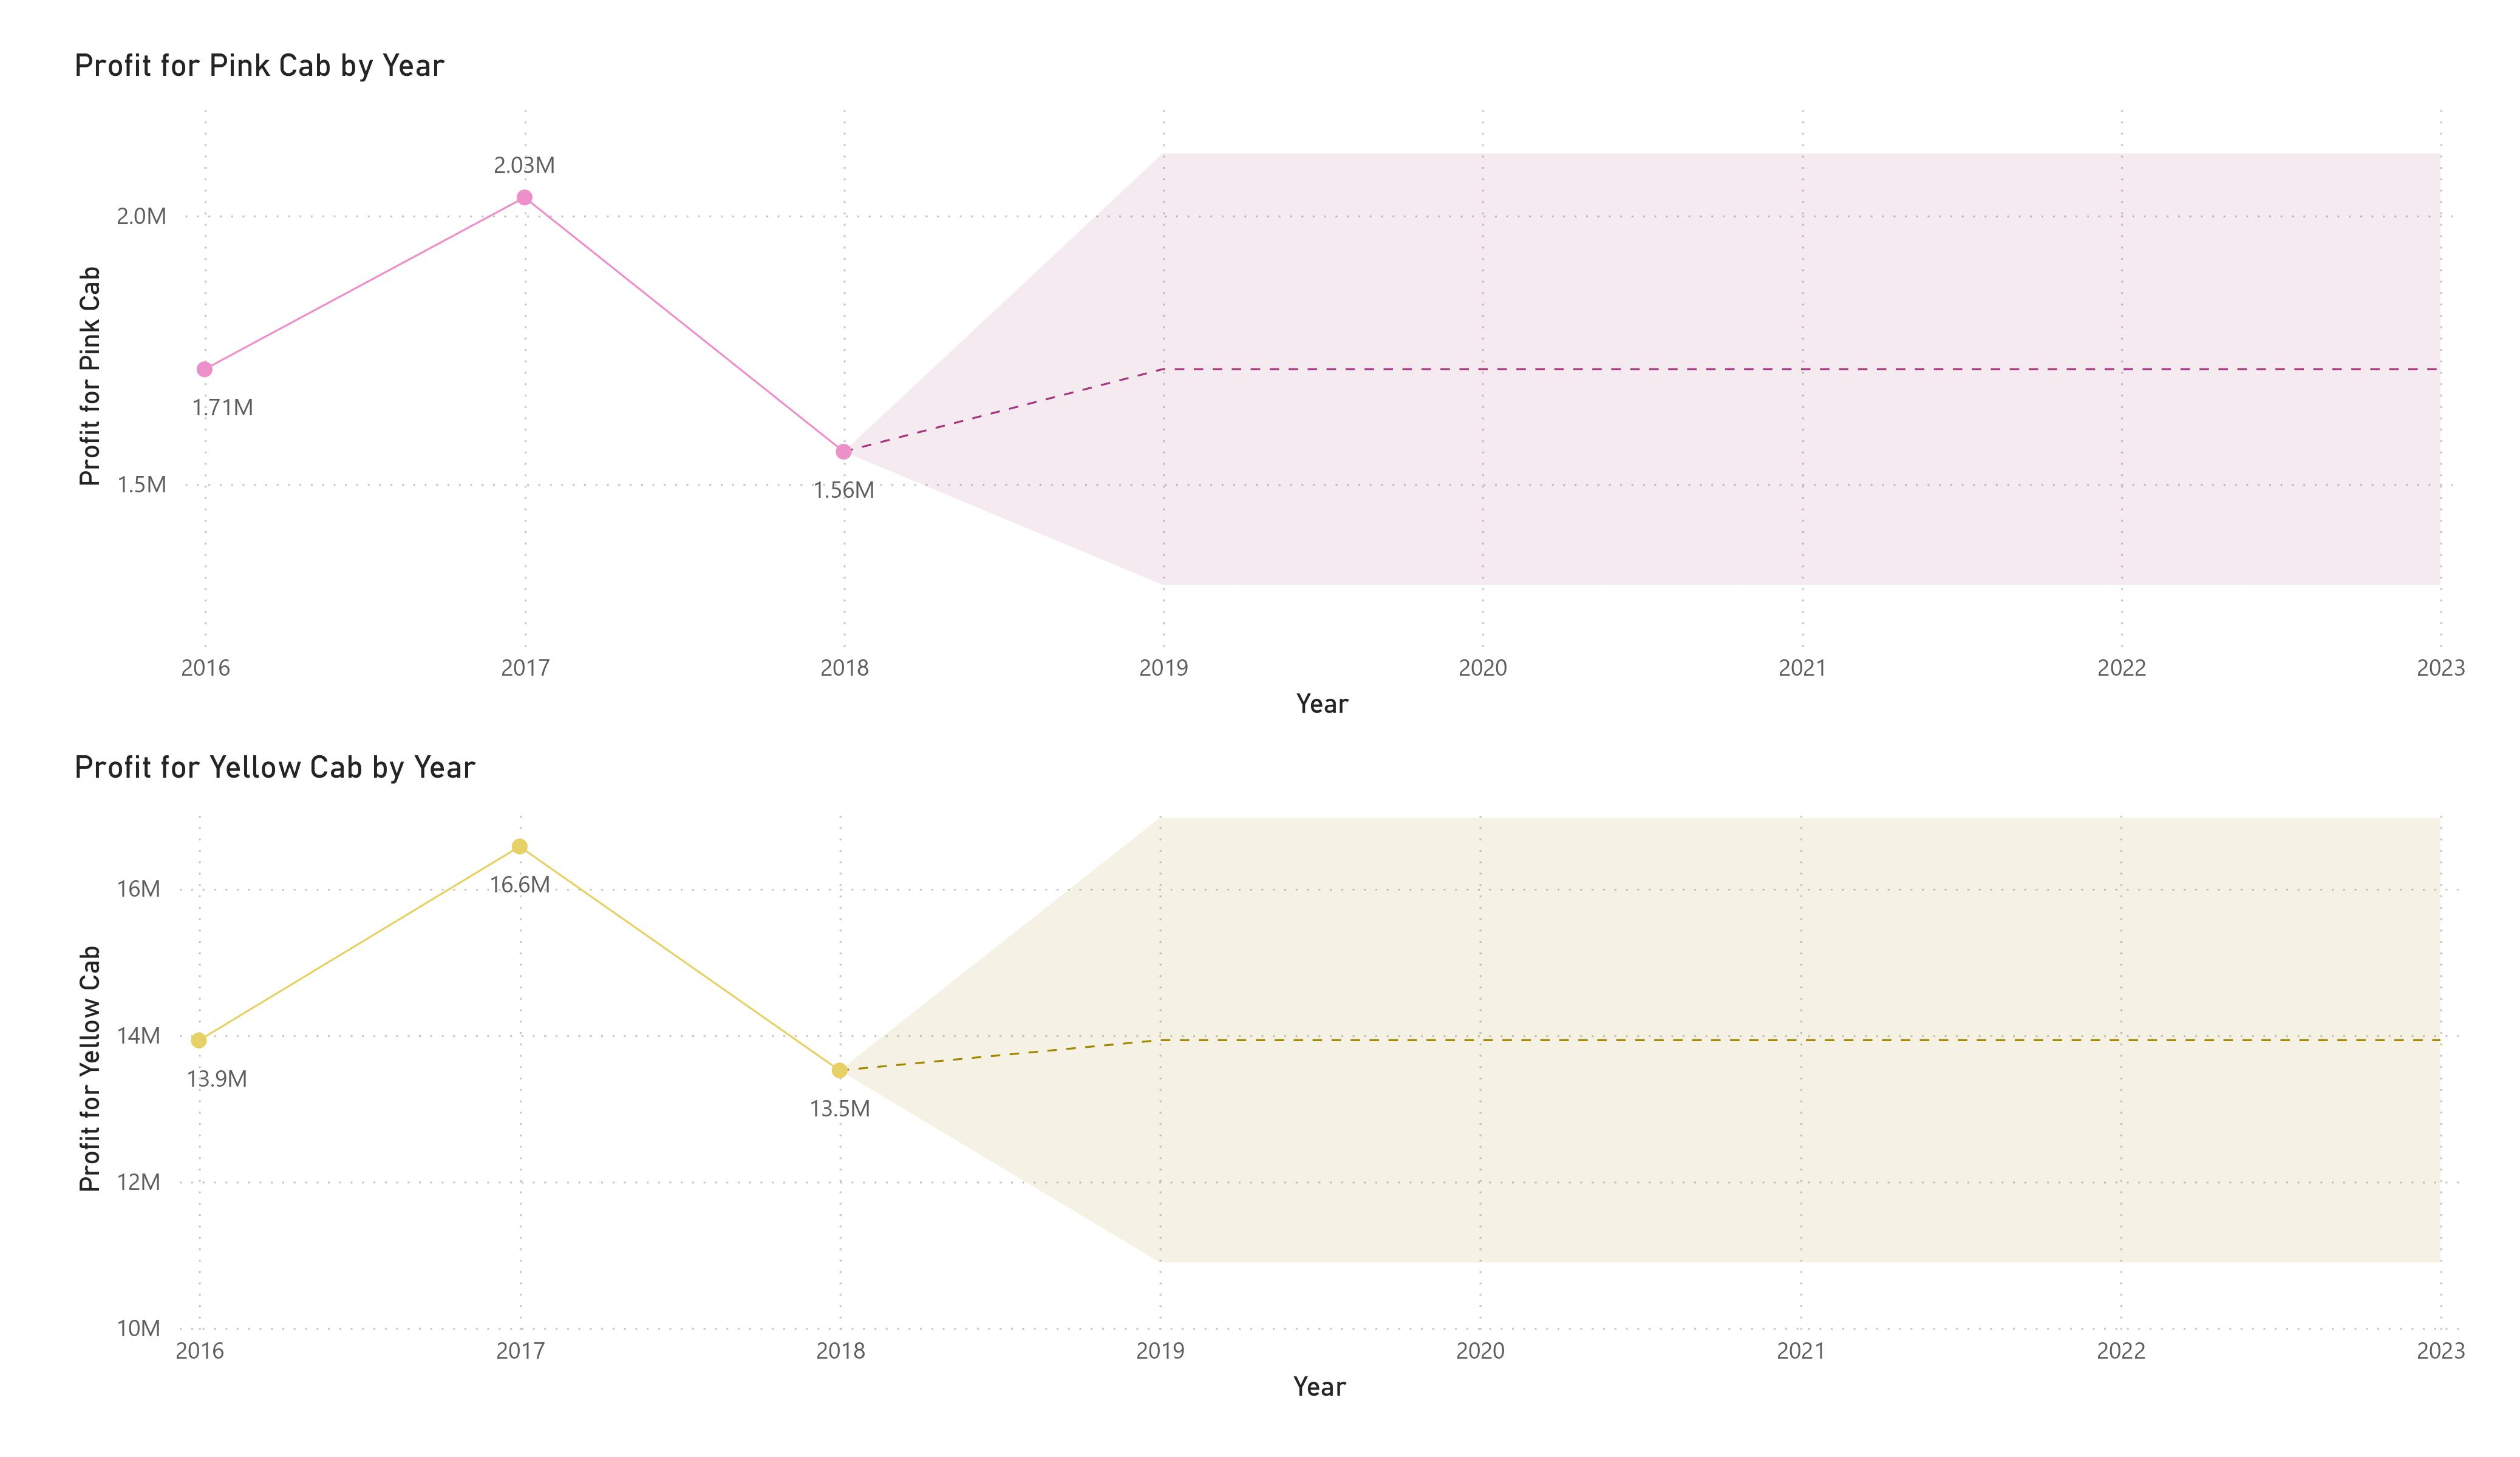 Profit for Pink Cab by Year
2.03M
2.0M
Profit for Pink Cab
1.71M
1.5M
1.56M
2016 2017 2018 2019 2020 2021 2022 2023
Year
Profit for Yellow Cab by Year
16M
16.6M
Profit for Yellow Cab
14M
13.9M
13.5M
12M
10M
2016 2017 2018 2019 2020 2021 2022 2023
Year